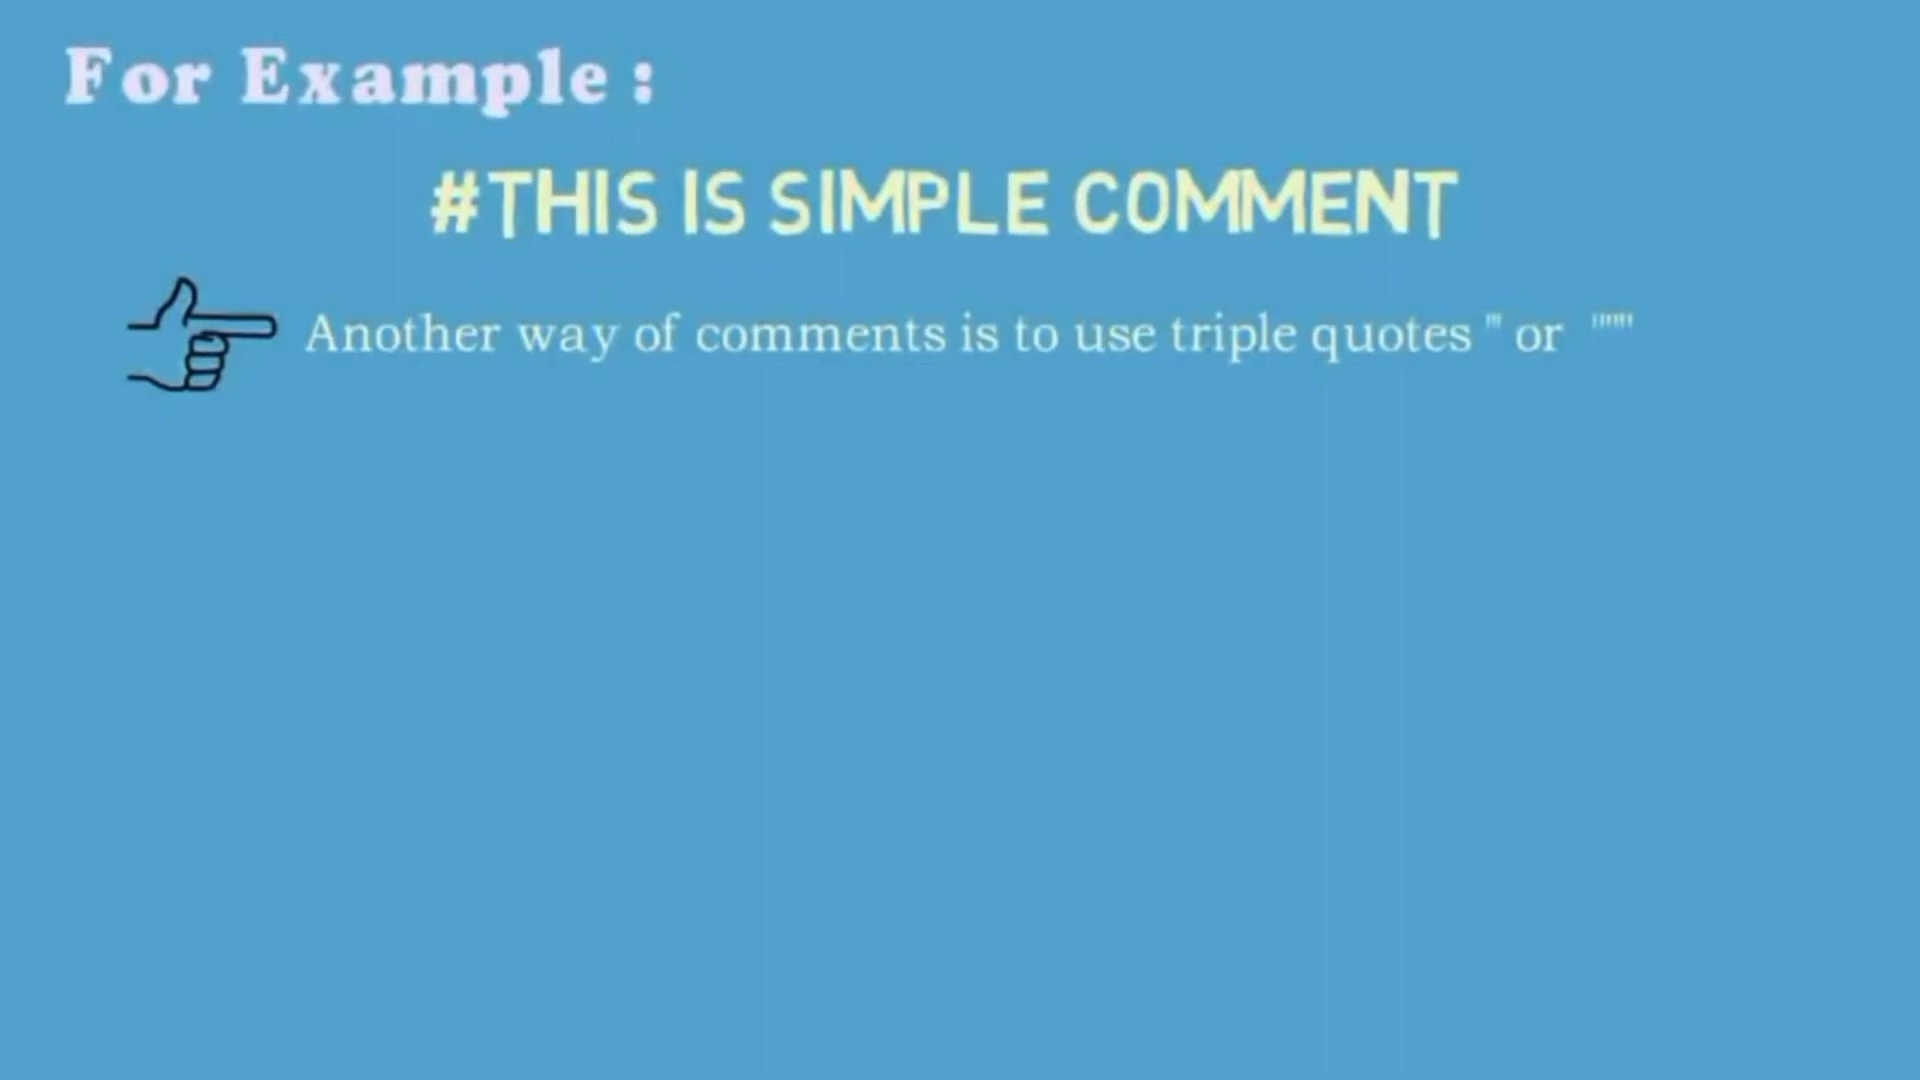 For Example :
#THIS IS SIMPLE COMMENT
Another way of comments is to use triple quotes ''' or """